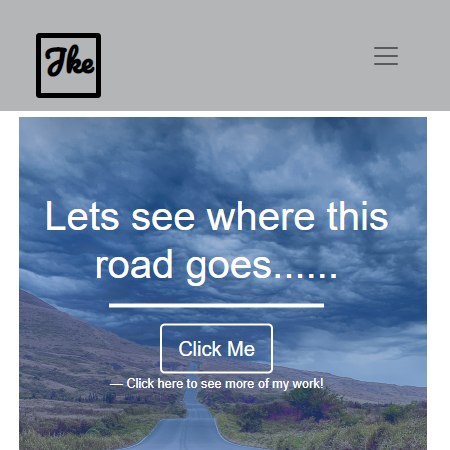 Jke
Lets see where this
road goes......
Click Me
— Click here to see more of my work!